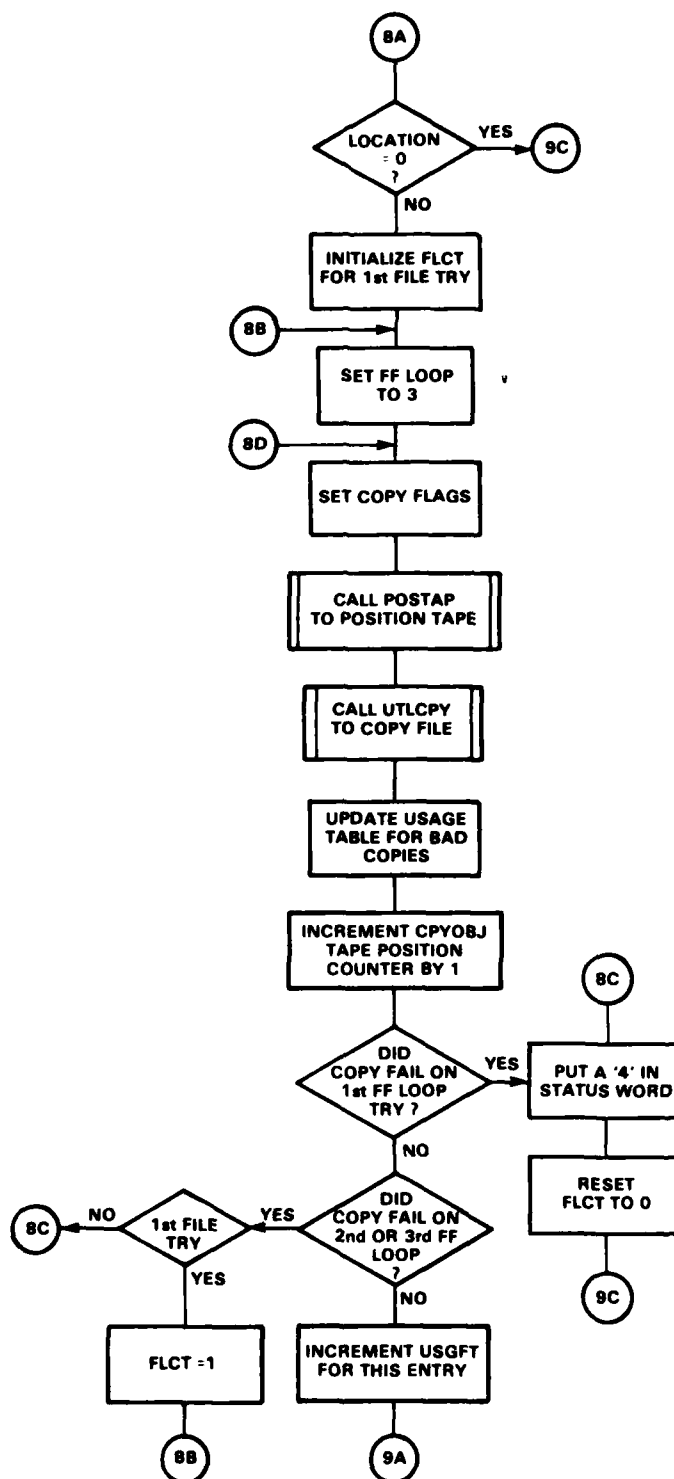 8A
LOCATION
= 0
?
YES
9C
NO
INITIALIZE FLCT
FOR 1st FILE TRY
8B
SET FF LOOP
TO 3
8D
SET COPY FLAGS
CALL POSTAP
TO POSITION TAPE
CALL UTLCPY
TO COPY FILE
UPDATE USAGE
TABLE FOR BAD
COPIES
INCREMENT CPYOBJ
TAPE POSITION
COUNTER BY 1
8C
DID
COPY FAIL ON
1st FF LOOP
TRY ?
YES
PUT A '4' IN
STATUS WORD
NO
RESET
FLCT TO 0
9C
DID
COPY FAIL ON
2nd OR 3rd FF
LOOP
?
YES
1st FILE
TRY
NO
8C
YES
NO
FLCT =1
INCREMENT USGFT
FOR THIS ENTRY
8B
9A